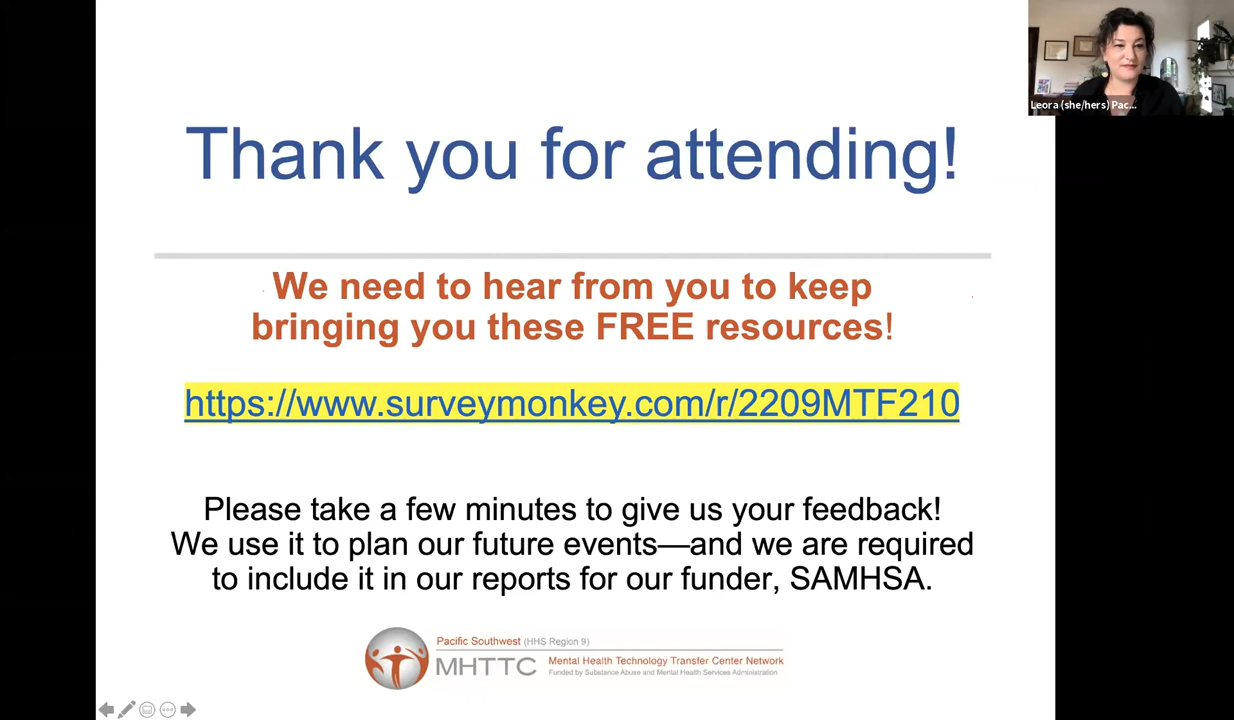 Leora (she/hers) Pac...
Thank you for attending!
We need to hear from you to keep
bringing you these FREE resources!
https://www.surveymonkey.com/r/2209MTF210
Please take a few minutes to give us your feedback!
We use it to plan our future events—and we are required
to include it in our reports for our funder, SAMHSA.
Pacific Southwest (HHS Region 9)
MHTTC Mental Health Technology Transfer Center Network
Funded by Substance Abuse and Mental Health Services Administration